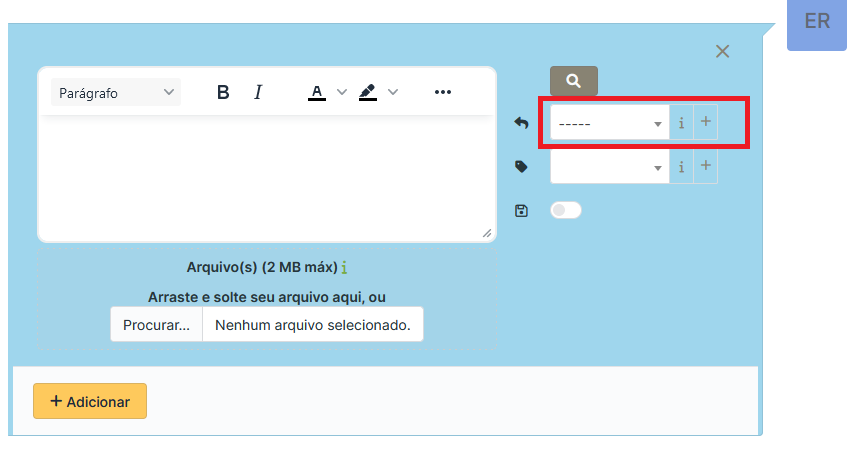 ER
Parágrafo B I A
-----
Arquivo(s) (2 MB máx) i
Arraste e solte seu arquivo aqui, ou
Procurar... Nenhum arquivo selecionado.
+ Adicionar